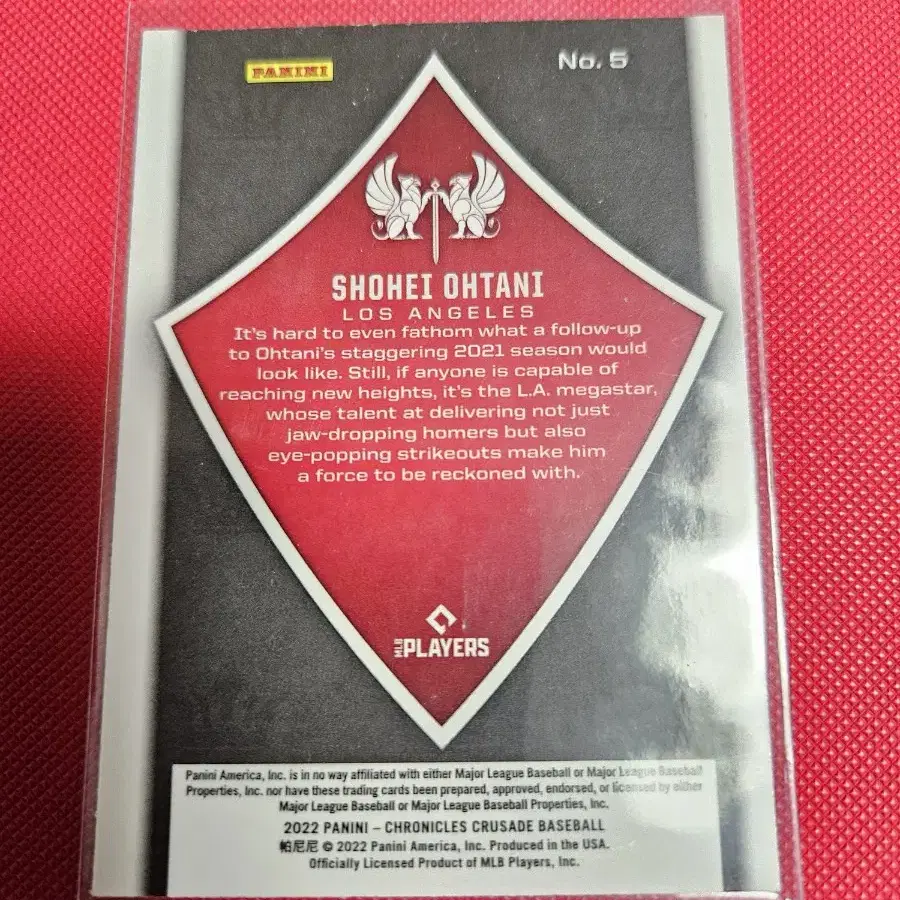 PANINI
No. 5
SHOHEI OHTANI
LOS ANGELES
It's hard to even fathom what a follow-up
to Ohtani's staggering 2021 season would
look like. Still, if anyone is capable of
reaching new heights, it's the L.A. megastar,
whose talent at delivering not just
jaw-dropping homers but also
eye-popping strikeouts make him
a force to be reckoned with.
MLB PLAYERS
Panini America, Inc. is in no way affiliated with either Major League Baseball or Major League Baseball
Properties, Inc. nor have these trading cards been prepared, approved, endorsed, or licensed by either
Major League Baseball or Major League Baseball Properties, Inc.
2022 PANINI – CHRONICLES CRUSADE BASEBALL
帕尼尼 © 2022 Panini America, Inc. Produced in the USA.
Officially Licensed Product of MLB Players, Inc.